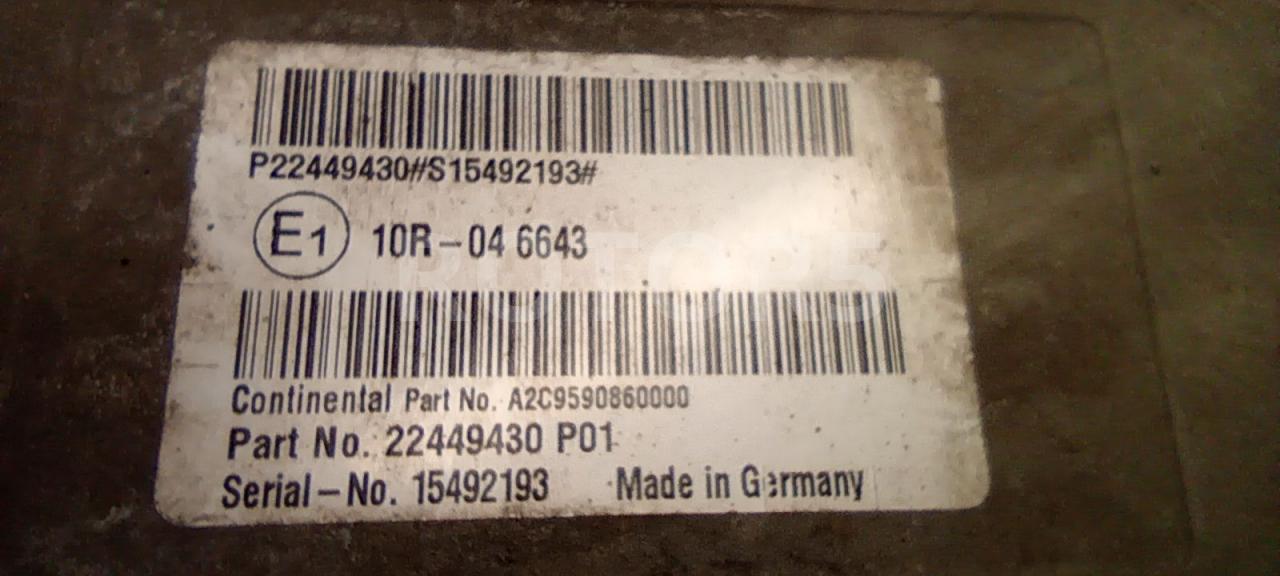 P22449430#S15492193#
E1 10R-04 6643
ROTOR5
Continental Part No. A2C9590860000
Part No. 22449430 P01
Serial-No. 15492193 Made in Germany